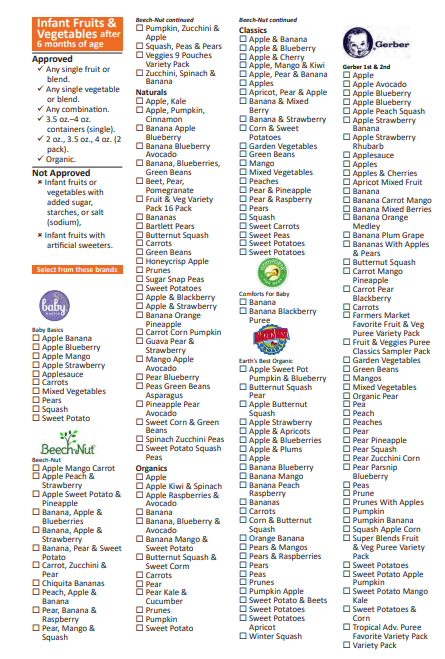 Infant Fruits &
Vegetables after
6 months of age
Approved
✓ Any single fruit or
blend.
✓ Any single vegetable
or blend.
✓ Any combination.
✓ 3.5 oz.–4 oz.
containers (single).
✓ 2 oz., 3.5 oz., 4 oz. (2
pack).
✓ Organic.
Not Approved
× Infant fruits or
vegetables with
added sugar,
starches, or salt
(sodium),
× Infant fruits with
artificial sweeters.
Select from these brands
baby
basics
Baby Basics
☐ Apple Banana
☐ Apple Blueberry
☐ Apple Mango
☐ Apple Strawberry
☐ Applesauce
☐ Carrots
☐ Mixed Vegetables
☐ Pears
☐ Squash
☐ Sweet Potato
Beech-Nut
Beech-Nut
☐ Apple Mango Carrot
☐ Apple Peach &
Strawberry
☐ Apple Sweet Potato &
Pineapple
☐ Banana, Apple &
Blueberries
☐ Banana, Apple &
Strawberry
☐ Banana, Pear & Sweet
Potato
☐ Carrot, Zucchini &
Pear
☐ Chiquita Bananas
☐ Peach, Apple &
Banana
☐ Pear, Banana &
Raspberry
☐ Pear, Mango &
Squash
Beech-Nut continued
☐ Pumpkin, Zucchini &
Apple
☐ Squash, Peas & Pears
☐ Veggies 9 Pouches
Variety Pack
☐ Zucchini, Spinach &
Banana
Naturals
☐ Apple, Kale
☐ Apple, Pumpkin,
Cinnamon
☐ Banana Apple
Blueberry
☐ Banana Blueberry
Avocado
☐ Banana, Blueberries,
Green Beans
☐ Beet, Pear,
Pomegranate
☐ Fruit & Veg Variety
Pack 16 Pack
☐ Bananas
☐ Bartlett Pears
☐ Butternut Squash
☐ Carrots
☐ Green Beans
☐ Honeycrisp Apple
☐ Prunes
☐ Sugar Snap Peas
☐ Sweet Potatoes
☐ Apple & Blackberry
☐ Apple & Strawberry
☐ Banana Orange
Pineapple
☐ Carrot Corn Pumpkin
☐ Guava Pear &
Strawberry
☐ Mango Apple
Avocado
☐ Pear Blueberry
☐ Peas Green Beans
Asparagus
☐ Pineapple Pear
Avocado
☐ Sweet Corn & Green
Beans
☐ Spinach Zucchini Peas
☐ Sweet Potato Squash
Peas
Organics
☐ Apple
☐ Apple Kiwi & Spinach
☐ Apple Raspberries &
Avocado
☐ Banana
☐ Banana, Blueberry &
Avocado
☐ Banana Mango &
Sweet Potato
☐ Butternut Squash &
Sweet Corm
☐ Carrots
☐ Pear
☐ Pear Kale &
Cucumber
☐ Prunes
☐ Pumpkin
☐ Sweet Potato
Beech-Nut continued
Classics
☐ Apple & Banana
☐ Apple & Blueberry
☐ Apple & Cherry
☐ Apple, Mango & Kiwi
☐ Apple, Pear & Banana
☐ Apples
☐ Apricot, Pear & Apple
☐ Banana & Mixed
Berry
☐ Banana & Strawberry
☐ Corn & Sweet
Potatoes
☐ Garden Vegetables
☐ Green Beans
☐ Mango
☐ Mixed Vegetables
☐ Peaches
☐ Pear & Pineapple
☐ Pear & Raspberry
☐ Pears
☐ Squash
☐ Sweet Carrots
☐ Sweet Peas
☐ Sweet Potatoes
☐ Sweet Potatoes
Comforts For Baby
☐ Banana
☐ Banana Blackberry
Puree
Earth's Best Organic
☐ Apple Sweet Pot
Pumpkin & Blueberry
☐ Butternut Squash
Pear
☐ Apple Butternut
Squash
☐ Apple Strawberry
☐ Apple & Apricots
☐ Apple & Blueberries
☐ Apple & Plums
☐ Apple
☐ Banana Blueberry
☐ Banana Mango
☐ Banana Peach
Raspberry
☐ Bananas
☐ Carrots
☐ Corn & Butternut
Squash
☐ Orange Banana
☐ Pears & Mangos
☐ Pears & Raspberries
☐ Pears
☐ Peas
☐ Prunes
☐ Pumpkin Apple
☐ Sweet Potato & Beets
☐ Sweet Potatoes
☐ Sweet Potatoes
Apricot
☐ Winter Squash
Gerber
Gerber 1st & 2nd
☐ Apple
☐ Apple Avocado
☐ Apple Blueberry
☐ Apple Blueberry
☐ Apple Peach Squash
☐ Apple Strawberry
Banana
☐ Apple Strawberry
Rhubarb
☐ Applesauce
☐ Apples
☐ Apples & Cherries
☐ Apricot Mixed Fruit
☐ Banana
☐ Banana Carrot Mango
☐ Banana Mixed Berries
☐ Banana Orange
Medley
☐ Banana Plum Grape
☐ Bananas With Apples
& Pears
☐ Butternut Squash
☐ Carrot Mango
Pineapple
☐ Carrot Pear
Blackberry
☐ Carrots
☐ Farmers Market
Favorite Fruit & Veg
Puree Variety Pack
☐ Fruit & Veggies Puree
Classics Sampler Pack
☐ Garden Vegetables
☐ Green Beans
☐ Mangos
☐ Mixed Vegetables
☐ Organic Pear
☐ Pea
☐ Peach
☐ Peaches
☐ Pear
☐ Pear Pineapple
☐ Pear Squash
☐ Pear Zucchini Corn
☐ Pear Parsnip
Blueberry
☐ Peas
☐ Prune
☐ Prunes With Apples
☐ Pumpkin
☐ Pumpkin Banana
☐ Squash Apple Corn
☐ Super Blends Fruit
& Veg Puree Variety
Pack
☐ Sweet Potatoes
☐ Sweet Potato Apple
Pumpkin
☐ Sweet Potato Mango
Kale
☐ Sweet Potatoes &
Corn
☐ Tropical Adv. Puree
Favorite Variety Pack
☐ Variety Pack